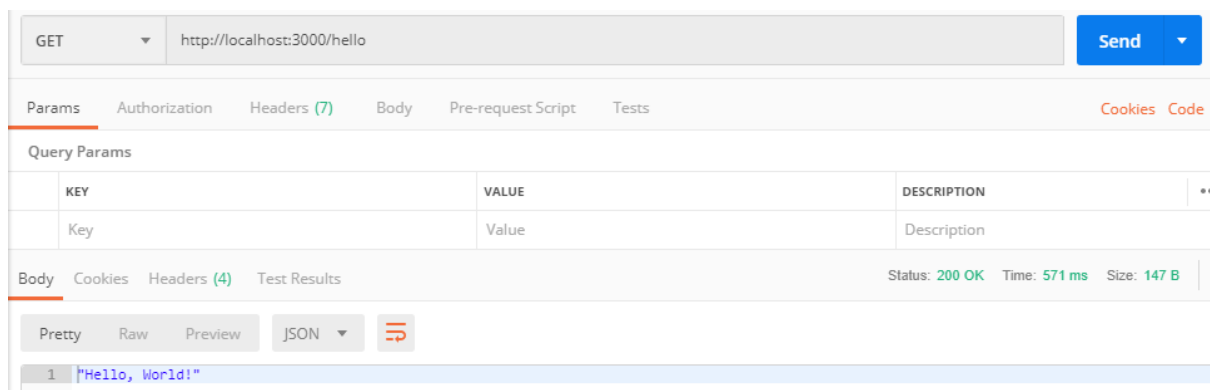 GET http://localhost:3000/hello Send
Params Authorization Headers (7) Body Pre-request Script Tests Cookies Code
Query Params
KEY VALUE DESCRIPTION
Key Value Description
Body Cookies Headers (4) Test Results Status: 200 OK Time: 571 ms Size: 147 B
Pretty Raw Preview JSON
1 "Hello, World!"